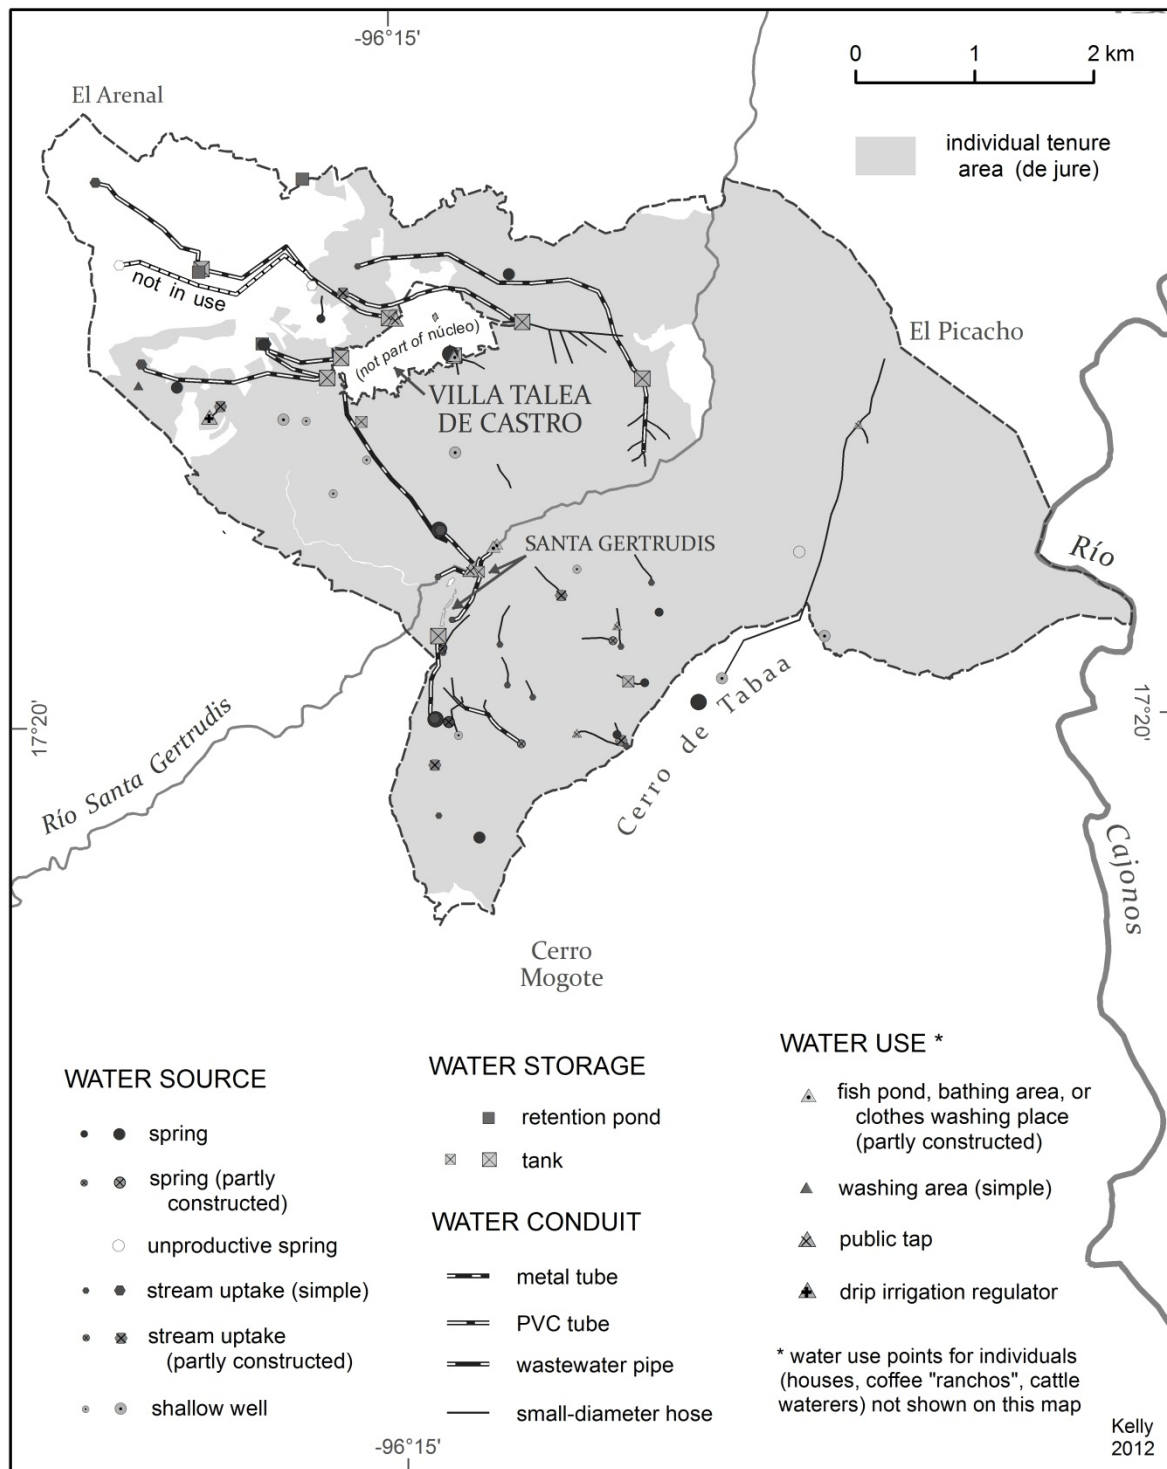 -96°15'
0 1 2 km
El Arenal
individual tenure
area (de jure)
not in use
El Picacho
(not part of núcleo)
VILLA TALEA
DE CASTRO
SANTA GERTRUDIS
Río
Cerro de Tabaa
17°20'
17°20'
Río Santa Gertrudis
Cajonos
Cerro
Mogote
WATER SOURCE
spring
spring (partly
constructed)
unproductive spring
stream uptake (simple)
stream uptake
(partly constructed)
shallow well
WATER STORAGE
retention pond
tank
WATER CONDUIT
metal tube
PVC tube
wastewater pipe
small-diameter hose
WATER USE *
fish pond, bathing area, or
clothes washing place
(partly constructed)
washing area (simple)
public tap
drip irrigation regulator
* water use points for individuals
(houses, coffee "ranchos", cattle
waterers) not shown on this map
Kelly
2012
-96°15'